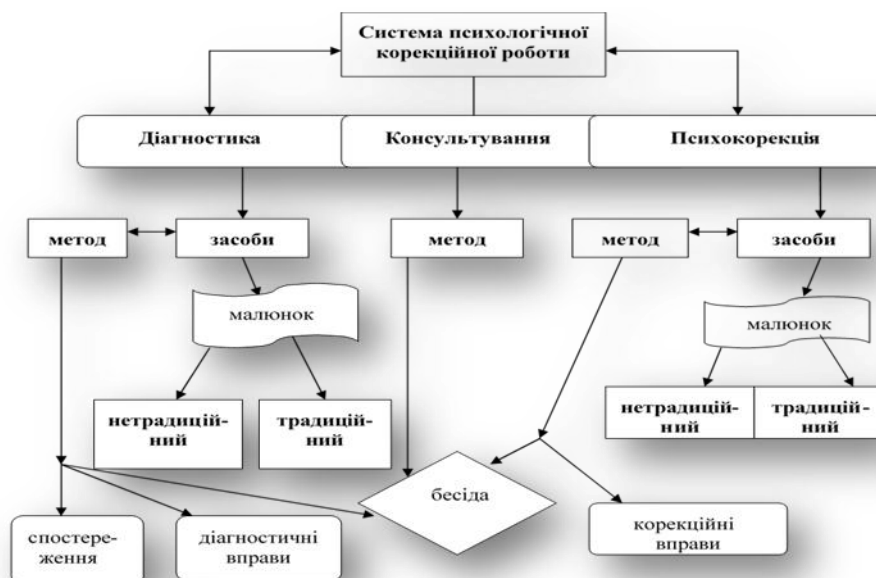 Система психологічної
корекційної роботи
Діагностика
Консультування
Психокорекція
метод
засоби
метод
метод
засоби
малюнок
малюнок
нетрадицій-
ний
традицій-
ний
нетрадицій-
ний
традицій-
ний
бесіда
спостере-
ження
діагностичні
вправи
корекційні
вправи